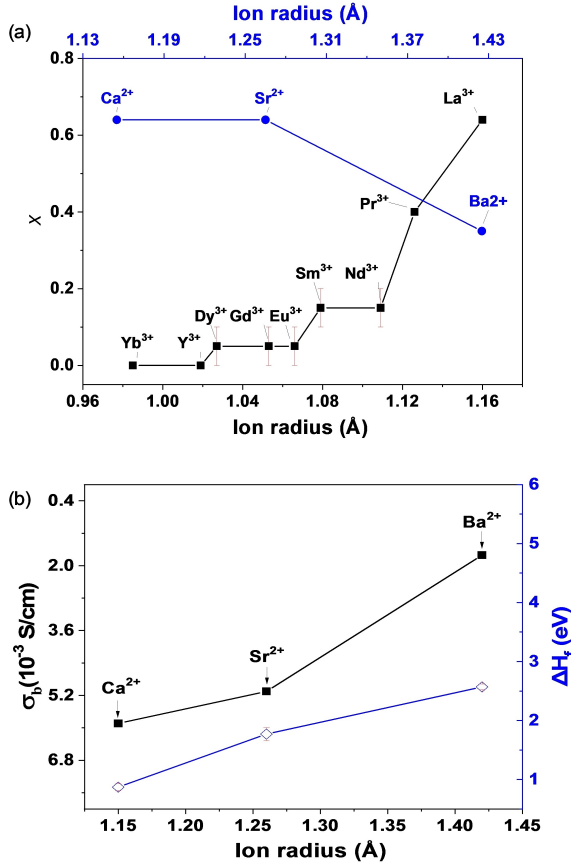 Ion radius (Å)
(a)
1.13 1.19 1.25 1.31 1.37 1.43
0.8
0.6
0.4
0.2
0.0
χ
Ca²⁺ Sr²⁺ La³⁺
Pr³⁺ Ba2+
Sm³⁺ Nd³⁺
Dy³⁺ Gd³⁺ Eu³⁺
Yb³⁺ Y³⁺
0.96 1.00 1.04 1.08 1.12 1.16
Ion radius (Å)
(b)
0.4
2.0
3.6
5.2
6.8
σb(10⁻³ S/cm)
Ba²⁺
Sr²⁺
Ca²⁺
6
5
4
3
2
1
ΔHf (eV)
1.15 1.20 1.25 1.30 1.35 1.40 1.45
Ion radius (Å)